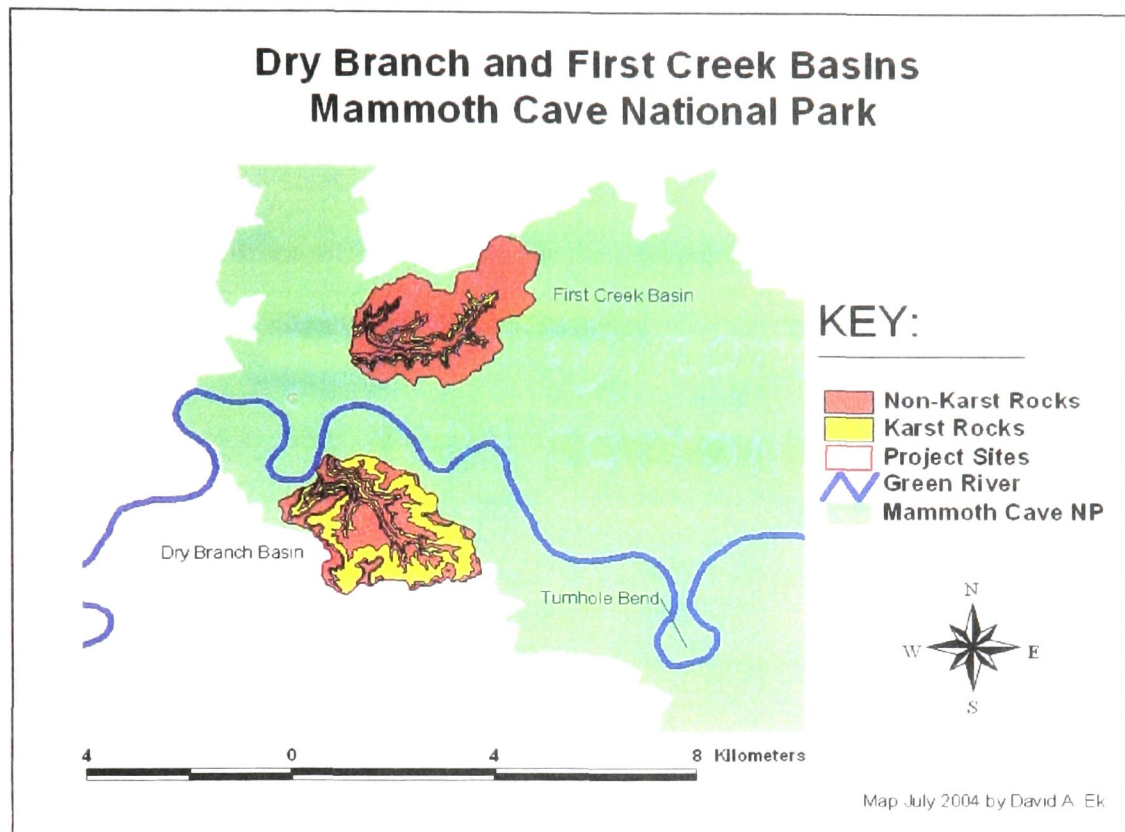 Dry Branch and First Creek Basins
Mammoth Cave National Park
First Creek Basin
KEY:
Non-Karst Rocks
Karst Rocks
Project Sites
Green River
Mammoth Cave NP
Dry Branch Basin
Turnhole Bend
N
W E
S
4 0 4 8 Kilometers
Map July 2004 by David A. Ek